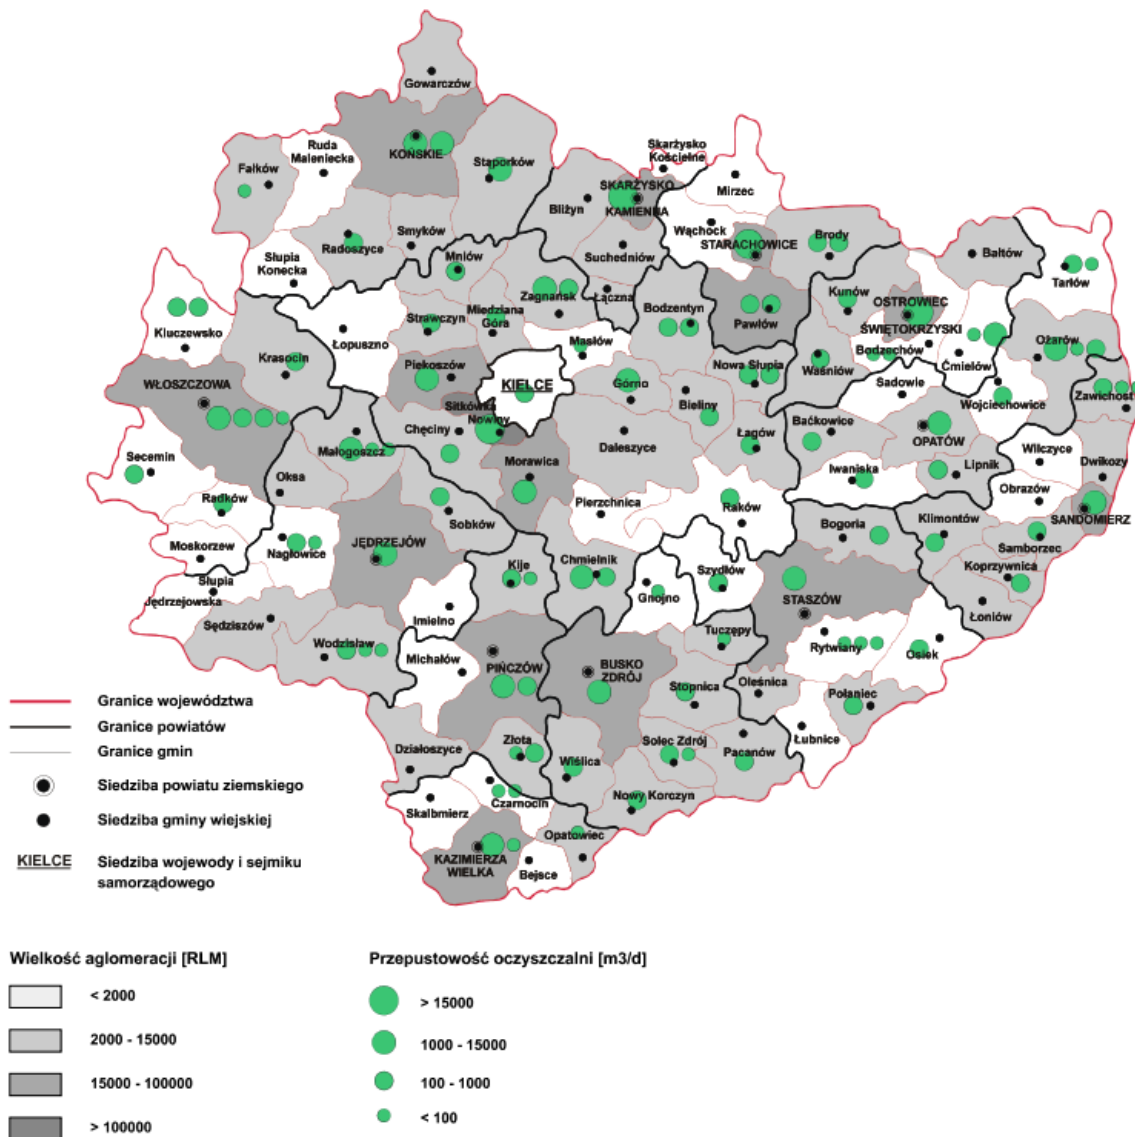 Gowarczów
KOŃSKIE
Ruda
Maleniecka
Fałków
Stąporków
Skarżysko
Kościelne
SKARŻYSKO
KAMIENNA
Mirzec
Bliżyn
Wąchock
STARACHOWICE
Brody
Radoszyce
Smyków
Suchedniów
Bałtów
Słupia
Konecka
Mniów
Tarłów
Zagnańsk
Łączna
Bodzentyn
Kunów
OSTROWIEC
ŚWIĘTOKRZYSKI
Kluczewsko
Łopuszno
Strawczyn
Miedziana
Góra
Pawłów
Masłów
Bodzechów
Ćmielów
Ożarów
Krasocin
Piekoszów
Nowa Słupia
Waśniów
WŁOSZCZOWA
KIELCE
Górno
Sadowie
Wojciechowice
Zawichost
Sitkówka
Nowiny
Bieliny
Chęciny
Łagów
Baćkowice
OPATÓW
Małogoszcz
Daleszyce
Secemin
Morawica
Iwaniska
Lipnik
Wilczyce
Dwikozy
Oksa
Radków
Pierzchnica
Raków
Obrazów
Sobków
Bogoria
Klimontów
SANDOMIERZ
Moskorzew
Nagłowice
JĘDRZEJÓW
Samborzec
Kije
Chmielnik
Szydłów
Koprzywnica
Słupia
Jędrzejowska
Gnojno
STASZÓW
Imielno
Łoniów
Sędziszów
Wodzisław
Tuczępy
Rytwiany
Osiek
Michałów
PIŃCZÓW
BUSKO
ZDRÓJ
Stopnica
Oleśnica
Połaniec
Łubnice
Działoszyce
Złota
Wiślica
Solec Zdrój
Pacanów
Skalbmierz
Czarnocin
Nowy Korczyn
Opatowiec
KAZIMIERZA
WIELKA
Bejsce
Granice województwa
Granice powiatów
Granice gmin
Siedziba powiatu ziemskiego
Siedziba gminy wiejskiej
KIELCE Siedziba wojewody i sejmiku
samorządowego
Wielkość aglomeracji [RLM]
< 2000
2000 - 15000
15000 - 100000
> 100000
Przepustowość oczyszczalni [m3/d]
> 15000
1000 - 15000
100 - 1000
< 100